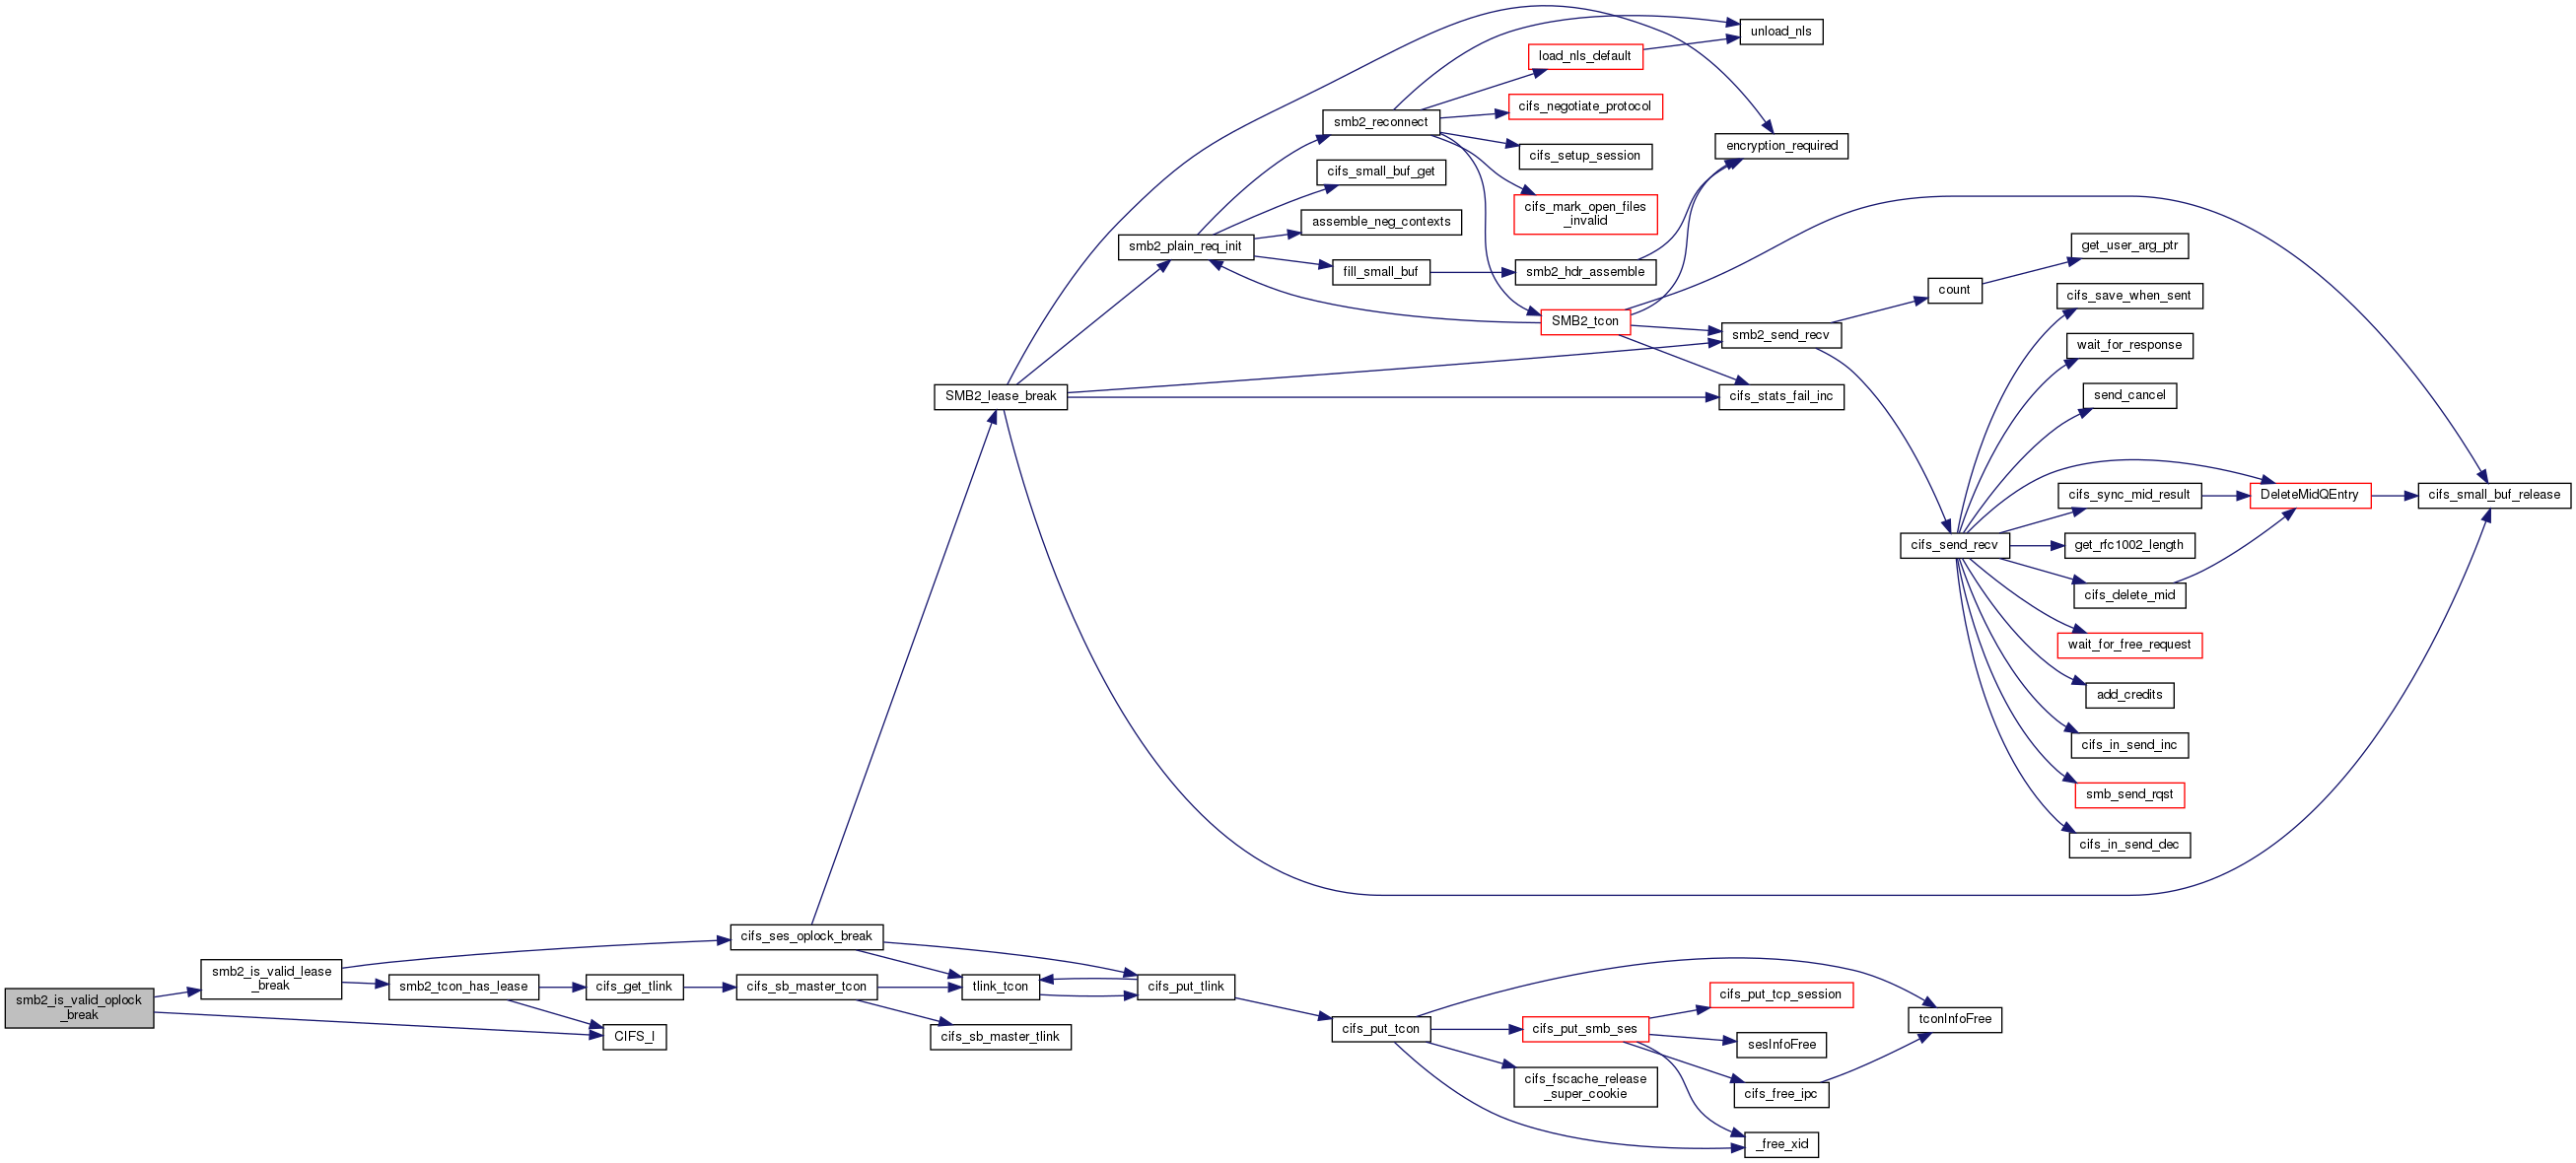 unload_nls
load_nls_default
cifs_negotiate_protocol
smb2_reconnect
encryption_required
cifs_setup_session
cifs_small_buf_get
cifs_mark_open_files
_invalid
assemble_neg_contexts
smb2_plain_req_init
get_user_arg_ptr
fill_small_buf
smb2_hdr_assemble
count
cifs_save_when_sent
SMB2_tcon
smb2_send_recv
wait_for_response
SMB2_lease_break
cifs_stats_fail_inc
send_cancel
cifs_sync_mid_result
DeleteMidQEntry
cifs_small_buf_release
cifs_send_recv
get_rfc1002_length
cifs_delete_mid
wait_for_free_request
add_credits
cifs_in_send_inc
smb_send_rqst
cifs_in_send_dec
cifs_ses_oplock_break
smb2_is_valid_lease
_break
smb2_tcon_has_lease
cifs_get_tlink
cifs_sb_master_tcon
tlink_tcon
cifs_put_tlink
cifs_put_tcp_session
smb2_is_valid_oplock
_break
CIFS_I
cifs_sb_master_tlink
cifs_put_tcon
cifs_put_smb_ses
tconInfoFree
sesInfoFree
cifs_fscache_release
_super_cookie
cifs_free_ipc
_free_xid